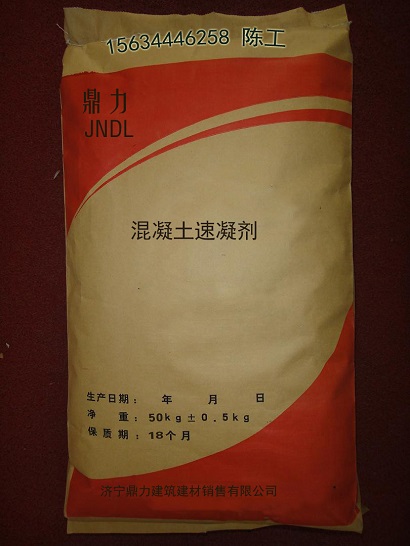 15634446258 陈工
鼎力
JNDL
混凝土速凝剂
生产日期： 年 月 日
净 重：50kg±0.5kg
保质期：18个月
济宁鼎力建筑建材销售有限公司